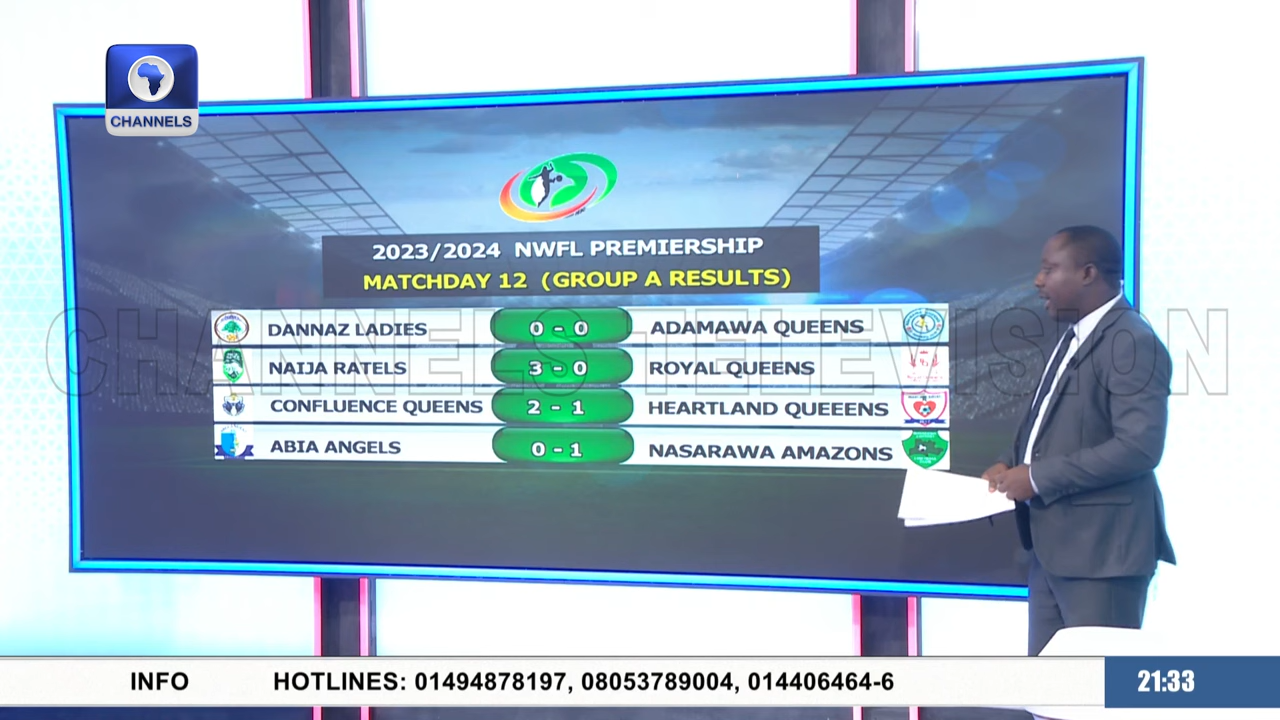 CHANNELS
2023/2024 NWFL PREMIERSHIP
MATCHDAY 12 (GROUP A RESULTS)
DANNAZ LADIES 0 - 0 ADAMAWA QUEENS
NAIJA RATELS 3 - 0 ROYAL QUEENS
CHANNELS TELEVISION
CONFLUENCE QUEENS 2 - 1 HEARTLAND QUEEENS
ABIA ANGELS 0 - 1 NASARAWA AMAZONS
INFO HOTLINES: 01494878197, 08053789004, 014406464-6 21:33